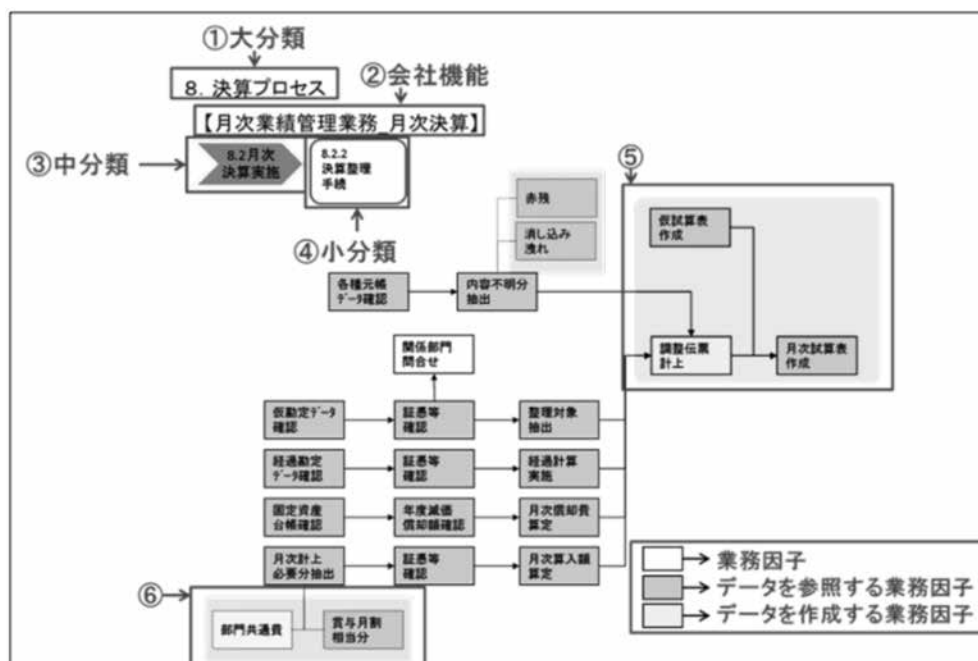 ①大分類
8. 決算プロセス
②会社機能
【月次業績管理業務_月次決算】
③中分類
8.2月次
決算実施
8.2.2
決算整理
手続
④小分類
⑤
赤残
消し込み
洩れ
仮試算表
作成
各種元帳
データ確認
内容不明分
抽出
調整伝票
計上
月次試算表
作成
関係部門
問合せ
仮勘定データ
確認
証憑等
確認
整理対象
抽出
経過勘定
データ確認
証憑等
確認
経過計算
実施
固定資産
台帳確認
年度減価
償却額確認
月次償却費
算定
月次計上
必要分抽出
証憑等
確認
月次算入額
算定
⑥
部門共通費
賞与月割
相当分
業務因子
データを参照する業務因子
データを作成する業務因子